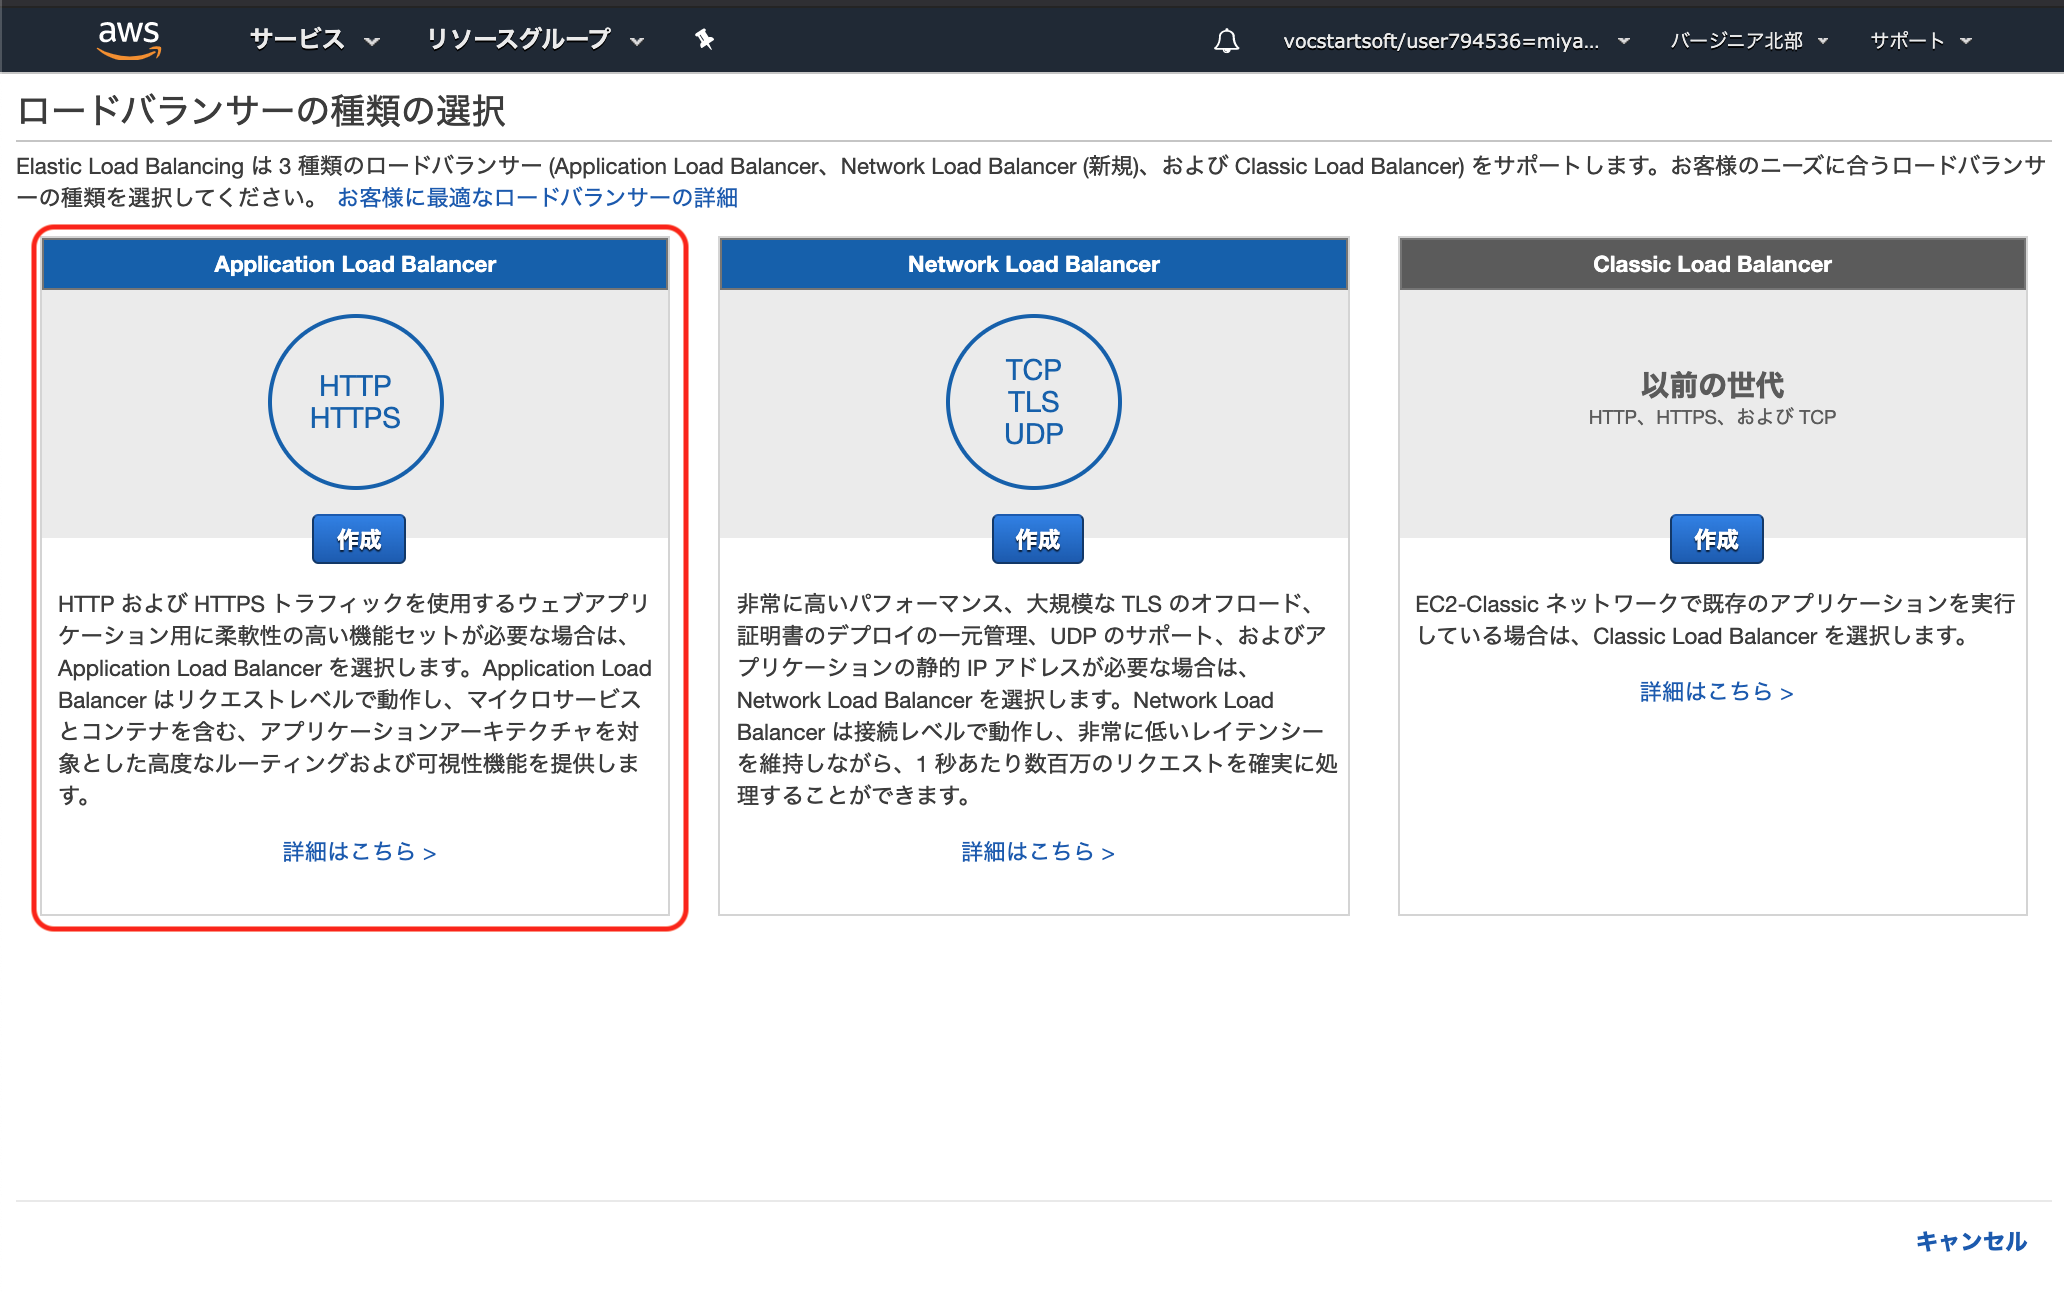 aws サービス リソースグループ vocstartsoft/user794536=miya... バージニア北部 サポート
ロードバランサーの種類の選択
Elastic Load Balancing は 3 種類のロードバランサー (Application Load Balancer、Network Load Balancer (新規)、および Classic Load Balancer) をサポートします。お客様のニーズに合うロードバランサ
ーの種類を選択してください。 お客様に最適なロードバランサーの詳細
Application Load Balancer
HTTP
HTTPS
作成
HTTP および HTTPS トラフィックを使用するウェブアプリ
ケーション用に柔軟性の高い機能セットが必要な場合は、
Application Load Balancer を選択します。Application Load
Balancer はリクエストレベルで動作し、マイクロサービス
とコンテナを含む、アプリケーションアーキテクチャを対
象とした高度なルーティングおよび可視性機能を提供しま
す。
詳細はこちら >
Network Load Balancer
TCP
TLS
UDP
作成
非常に高いパフォーマンス、大規模な TLS のオフロード、
証明書のデプロイの一元管理、UDP のサポート、およびア
プリケーションの静的 IP アドレスが必要な場合は、
Network Load Balancer を選択します。Network Load
Balancer は接続レベルで動作し、非常に低いレイテンシー
を維持しながら、1 秒あたり数百万のリクエストを確実に処
理することができます。
詳細はこちら >
Classic Load Balancer
以前の世代
HTTP、HTTPS、および TCP
作成
EC2-Classic ネットワークで既存のアプリケーションを実行
している場合は、Classic Load Balancer を選択します。
詳細はこちら >
キャンセル